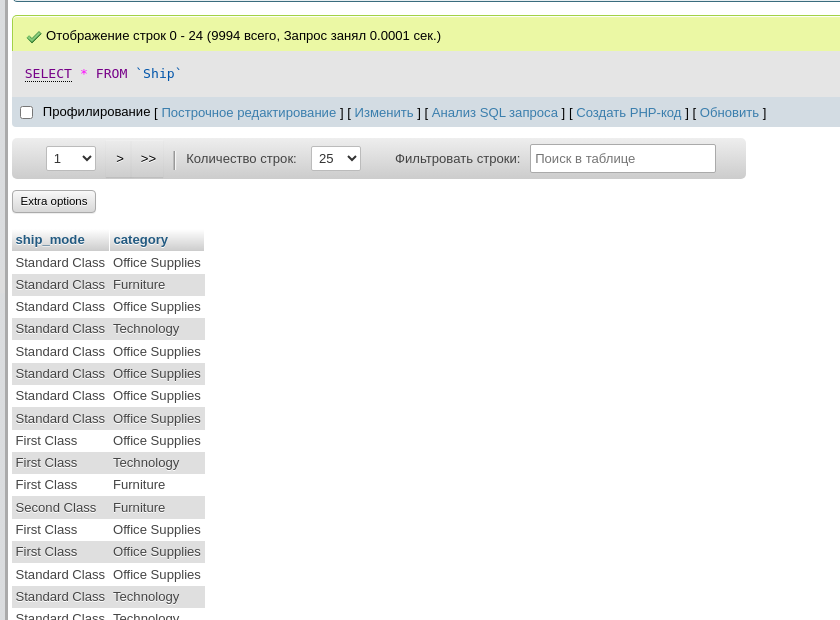 Отображение строк 0 - 24 (9994 всего, Запрос занял 0.0001 сек.)
SELECT * FROM `Ship`
Профилирование [ Построчное редактирование ] [ Изменить ] [ Анализ SQL запроса ] [ Создать PHP-код ] [ Обновить ]
1 > >> Количество строк: 25 Фильтровать строки: Поиск в таблице
Extra options
ship_mode category
Standard Class Office Supplies
Standard Class Furniture
Standard Class Office Supplies
Standard Class Technology
Standard Class Office Supplies
Standard Class Office Supplies
Standard Class Office Supplies
Standard Class Office Supplies
First Class Office Supplies
First Class Technology
First Class Furniture
Second Class Furniture
First Class Office Supplies
First Class Office Supplies
Standard Class Office Supplies
Standard Class Technology
Standard Class Technology